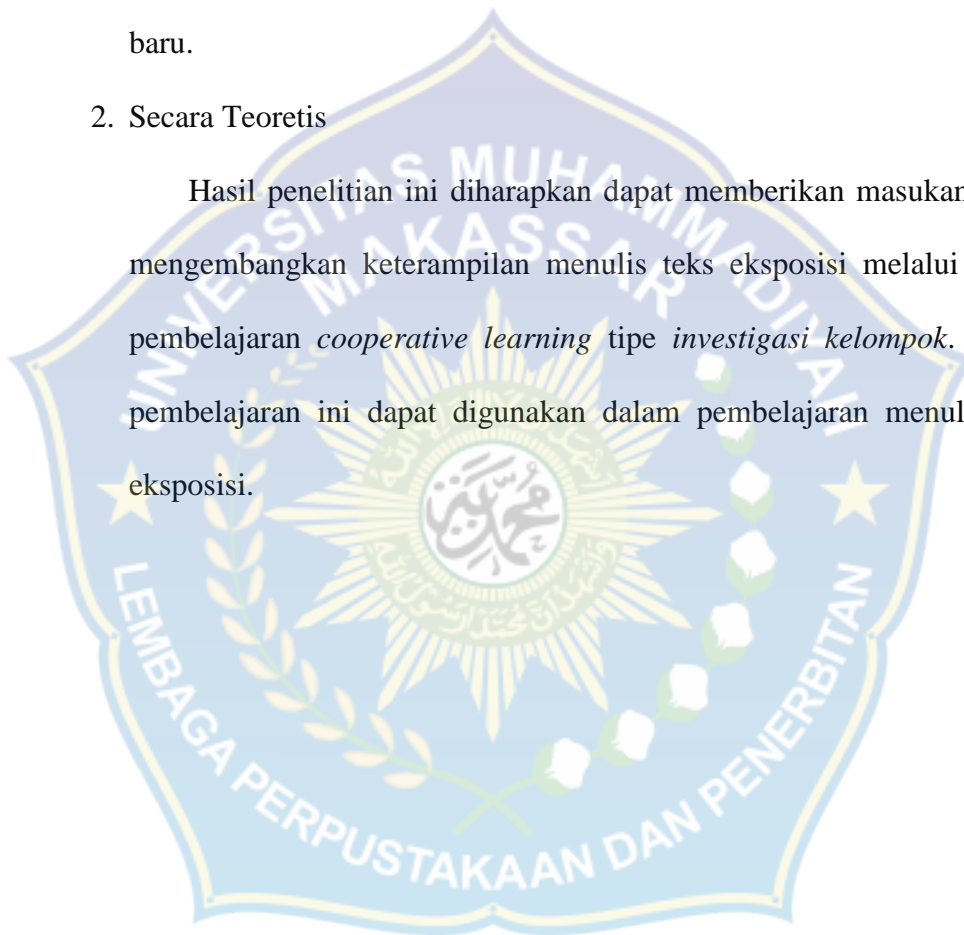 baru.
2. Secara Teoretis
Hasil penelitian ini diharapkan dapat memberikan masukan
mengembangkan keterampilan menulis teks eksposisi melalui
pembelajaran cooperative learning tipe investigasi kelompok.
pembelajaran ini dapat digunakan dalam pembelajaran menul
eksposisi.
UNIVERSITAS MUHAMMADIYAH
MAKASSAR
LEMBAGA PERPUSTAKAAN DAN PENERBITAN